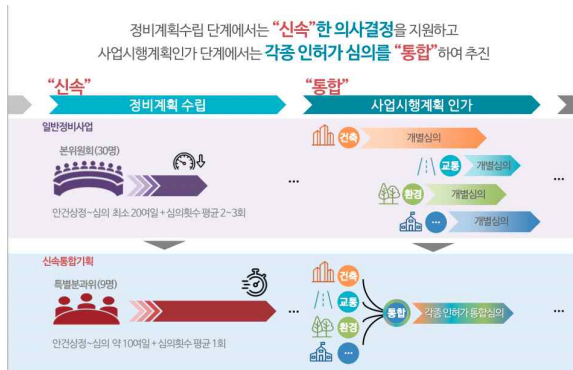 정비계획수립 단계에서는 “신속”한 의사결정을 지원하고
사업시행계획인가 단계에서는 각종 인허가 심의를 “통합”하여 추진
“신속”
“통합”
정비계획 수립
사업시행계획 인가
일반정비사업
본위원회(30명)
건축
개별심의
교통
개별심의
환경
개별심의
...
개별심의
...
...
안건상정~심의 최소 20여일 + 심의횟수 평균 2~3회
신속통합기획
특별분과위(9명)
건축
교통
환경
...
통합
각종 인허가 통합심의
...
...
안건상정~심의 약 10여일 + 심의횟수 평균 1회